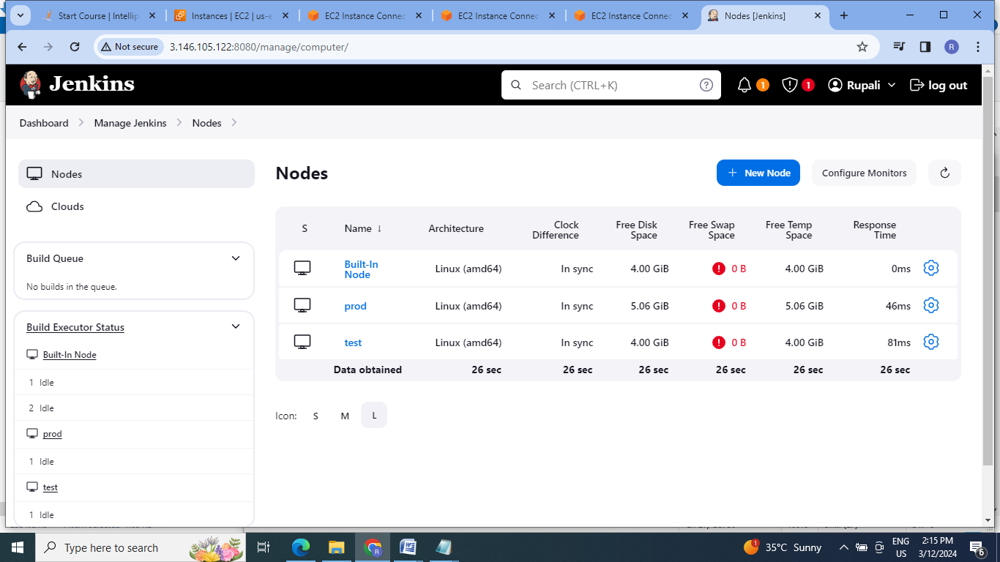 Start Course | Intellip
Instances | EC2 | us-e
EC2 Instance Connec
EC2 Instance Connec
EC2 Instance Connec
Nodes [Jenkins]
Not secure
3.146.105.122:8080/manage/computer/
R
Jenkins
Search (CTRL+K)
?
1
1
Rupali
log out
Dashboard
Manage Jenkins
Nodes
Nodes
Clouds
Build Queue
No builds in the queue.
Build Executor Status
Built-In Node
1 Idle
2 Idle
prod
1 Idle
test
1 Idle
Nodes
+ New Node
Configure Monitors
S Name ↓ Architecture Clock Difference Free Disk Space Free Swap Space Free Temp Space Response Time
Built-In Node Linux (amd64) In sync 4.00 GiB 0 B 4.00 GiB 0ms
prod Linux (amd64) In sync 5.06 GiB 0 B 5.06 GiB 46ms
test Linux (amd64) In sync 4.00 GiB 0 B 4.00 GiB 81ms
Data obtained 26 sec 26 sec 26 sec 26 sec 26 sec 26 sec
Icon: S M L
Type here to search
R
1
35°C Sunny
ENG
US
2:15 PM
3/12/2024
6